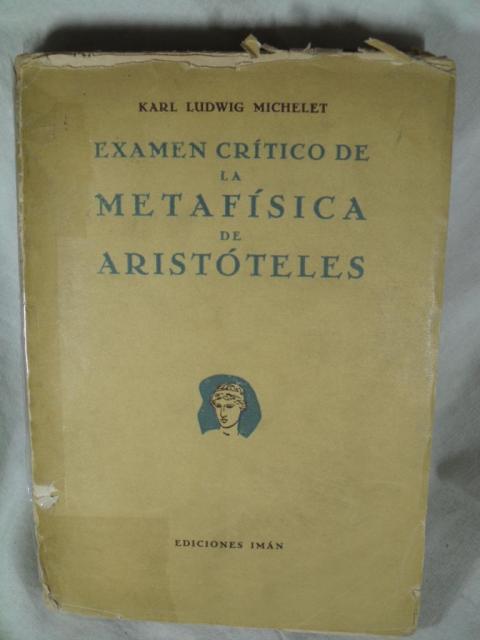 KARL LUDWIG MICHELET
EXAMEN CRÍTICO DE
LA
METAFÍSICA
DE
ARISTÓTELES
EDICIONES IMÁN